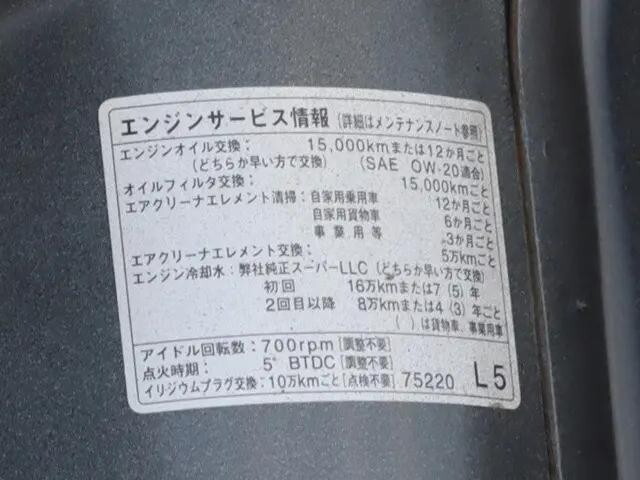 エンジンサービス情報 (詳細はメンテナンスノート参照)
エンジンオイル交換： 15,000kmまたは12か月ごと
(どちらか早い方で交換) (SAE 0W-20適合)
オイルフィルタ交換： 15,000kmごと
エアクリーナエレメント清掃：自家用乗用車 12か月ごと
自家用貨物車 6か月ごと
事業用等 3か月ごと
エアクリーナエレメント交換： 5万kmごと
エンジン冷却水：弊社純正スーパーLLC (どちらか早い方で交換)
初回 16万kmまたは7 (5) 年
2回目以降 8万kmまたは4 (3) 年ごと
( ) は貨物車、事業用車
アイドル回転数：700rpm [調整不要]
点火時期： 5° BTDC [調整不要]
イリジウムプラグ交換：10万kmごと [点検不要] 75220 L5